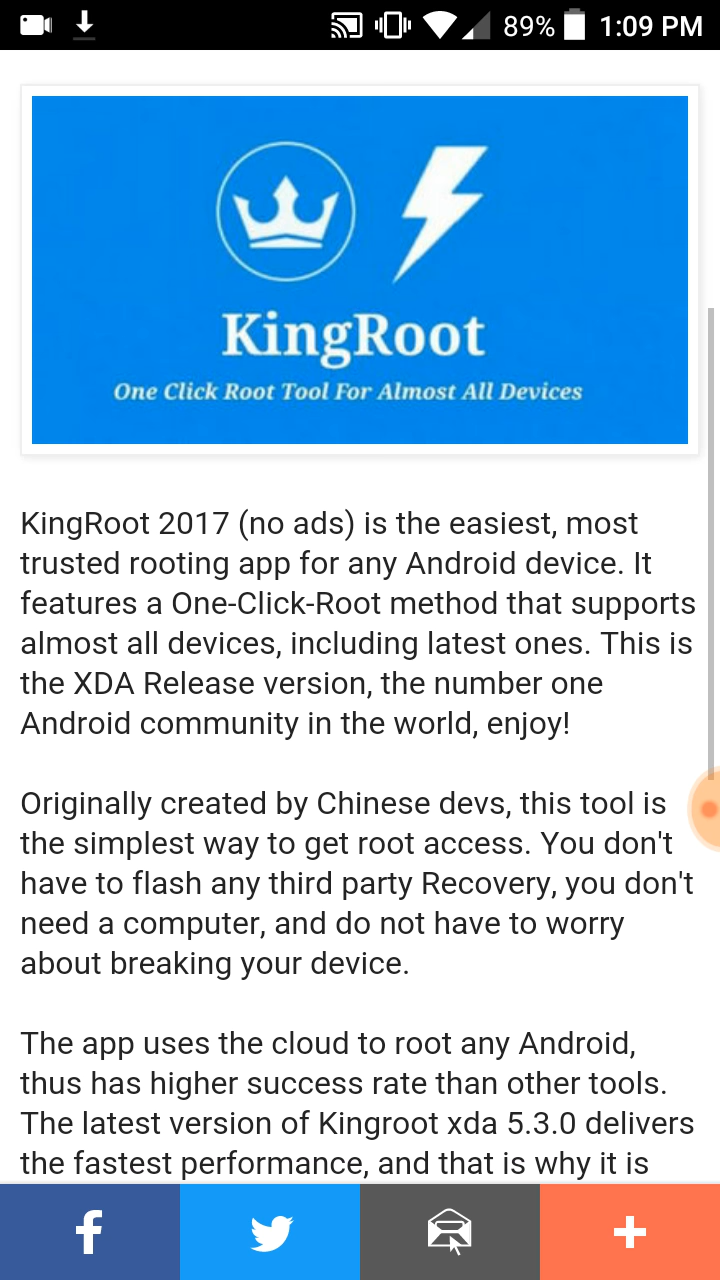 89% 1:09 PM
KingRoot
One Click Root Tool For Almost All Devices
KingRoot 2017 (no ads) is the easiest, most
trusted rooting app for any Android device. It
features a One-Click-Root method that supports
almost all devices, including latest ones. This is
the XDA Release version, the number one
Android community in the world, enjoy!
Originally created by Chinese devs, this tool is
the simplest way to get root access. You don't
have to flash any third party Recovery, you don't
need a computer, and do not have to worry
about breaking your device.
The app uses the cloud to root any Android,
thus has higher success rate than other tools.
The latest version of Kingroot xda 5.3.0 delivers
the fastest performance, and that is why it is